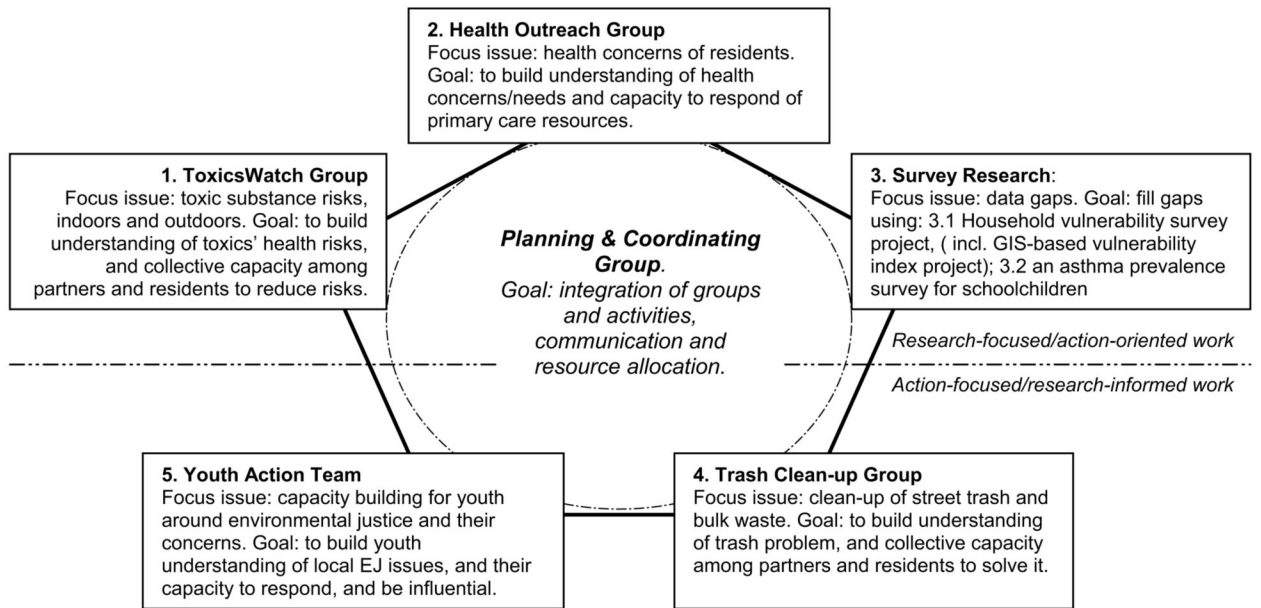 2. Health Outreach Group
Focus issue: health concerns of residents.
Goal: to build understanding of health
concerns/needs and capacity to respond of
primary care resources.
1. ToxicsWatch Group
Focus issue: toxic substance risks,
indoors and outdoors. Goal: to build
understanding of toxics’ health risks,
and collective capacity among
partners and residents to reduce risks.
3. Survey Research:
Focus issue: data gaps. Goal: fill gaps
using: 3.1 Household vulnerability survey
project, ( incl. GIS-based vulnerability
index project); 3.2 an asthma prevalence
survey for schoolchildren
Planning & Coordinating
Group.
Goal: integration of groups
and activities,
communication and
resource allocation.
Research-focused/action-oriented work
Action-focused/research-informed work
5. Youth Action Team
Focus issue: capacity building for youth
around environmental justice and their
concerns. Goal: to build youth
understanding of local EJ issues, and their
capacity to respond, and be influential.
4. Trash Clean-up Group
Focus issue: clean-up of street trash and
bulk waste. Goal: to build understanding
of trash problem, and collective capacity
among partners and residents to solve it.